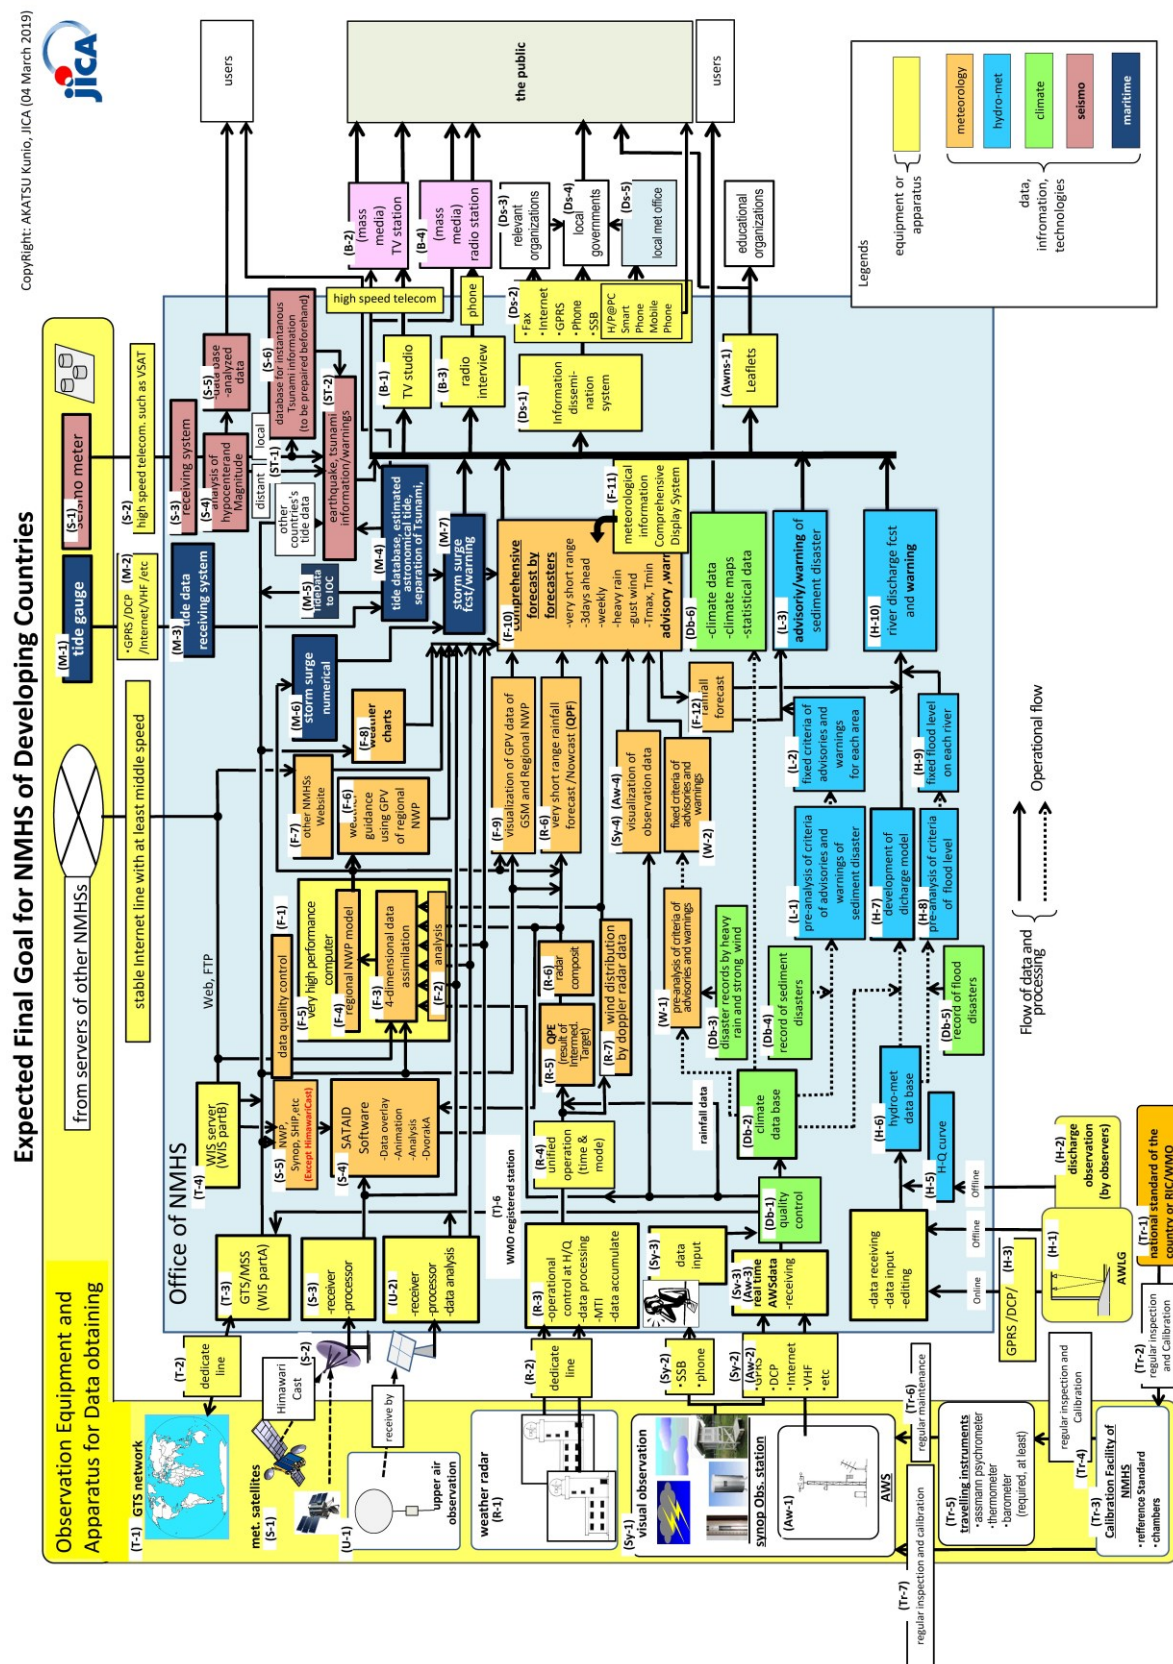 Expected Final Goal for NMHS of Developing Countries
CopyRight: AKATSU Kunio, JICA (04 March 2019)
jICA
Observation Equipment and
Apparatus for Data obtaining
from servers of other NMHSs
stable Internet line with at least middle speed
Web, FTP
(M-1)
tide gauge
(S-1)
seismo meter
(M-2)
・GPRS /DCP
/Internet/VHF /etc
(S-2)
high speed telecom. such as VSAT
Office of NMHS
(T-1) GTS network
(T-2)
dedicate
line
(T-3)
GTS/MSS
(WIS partA)
(T-4)
WIS server
(WIS partB)
met. satellites
(S-1)
Himawari
Cast
(S-2)
(S-3)
-receiver
-processor
(S-5)
NWP,
Synop, SHIP,etc
(Except HimawariCast)
(S-4)
SATAID
Software
-Data overlay
-Animation
-Analysis
-DvorakA
(U-1)
upper air
observation
receive by
(U-2)
-receiver
-processor
-data analysis
(T)-6
WMO registered station
weather radar
(R-1)
(R-2)
dedicate
line
(R-3)
-operational
control at H/Q
-data processing
-MTI
-data accumulate
(R-4)
unified
operation
(time &
mode)
(R-5)
QPE
(result of
Intermed.
Target)
(R-6)
radar
composit
(R-7)
wind distribution
by doppler radar data
data quality control
(F-1)
(F-5)
very high performance
computer
(F-4)
regional NWP model
(F-3)
4-dimensional data
assimilation
(F-2)
analysis
(F-7)
other NMHSs
Website
(F-6)
weather
guidance
using GPV
of regional
NWP
(F-8)
weather
charts
(F-9)
visualization of GPV data of
GSM and Regional NWP
(R-6)
very short range rainfall
forecast /Nowcast (QPF)
(Sy-4) (Aw-4)
visualization of
observation data
fixed criteria of
advisories and
warnings
(W-2)
(W-1)
pre-analysis of criteria of
advisories and warnings
(Db-3)
disaster records by heavy
rain and strong wind
(Db-4)
record of sediment
disasters
rainfall data
(Db-2)
climate
data base
(Db-1)
quality
control
(Sy-1)
visual observation
synop Obs. station
(Aw-1)
AWS
(Sy-2)
・SSB
・phone
(Sy-2)
(Aw-2)
・GPRS
・DCP
・Internet
・VHF
・etc
(Sy-3)
data
input
(Sv-3)
(Aw-3)
real time
AWSdata
-receiving
-data receiving
-data input
-editing
Online
Offline
Offline
GPRS /DCP/
(H-3)
(H-1)
AWLG
(H-2)
discharge
observation
(by observers)
(H-5)
H-Q curve
(H-6)
hydro-met
data base
(Db-5)
record of flood
disasters
(L-1)
pre-analysis of criteria
of advisories and
warnings of
sediment disaster
(H-7)
development of
dicharge model
(H-8)
pre-analysis of criteria
of flood level
(L-2)
fixed criteria of
advisories and
warnings
for each area
(H-9)
fixed flood level
on each river
(F-12)
rainfall
forecast
(M-3)
tide data
receiving system
(S-3)
receiving system
(S-4)
analysis of
hypocenterand
Magnitude
(S-5)
data base
-analyzed
data
(S-6)
database for instantanous
Tsunami information
(to be prepaired beforehand)
distant
local
(ST-1)
(ST-2)
earthquake, tsunami
information/warnings
other
countries's
tide data
(M-5)
TideData
to IOC
(M-4)
tide database, estimated
astronomical tide,
separation of Tsunami,
(M-6)
storm surge
numerical
(M-7)
storm surge
fcst/warning
(F-10)
comprehensive
forecast by
forecasters
-very short range
-3days ahead
-weekly
-heavy rain
-gust wind
-Tmax, Tmin
advisory ,warn
(F-11)
meteorological
information
Comprehensive
Display System
(Db-6)
-climate data
-climate maps
-statistical data
(L-3)
advisoriy/warning of
sediment disaster
(H-10)
river discharge fcst
and warning
(B-1)
TV studio
high speed telecom
(B-2)
(mass
media)
TV station
(B-3)
radio
interview
phone
(B-4)
(mass
media)
radio station
(Ds-1)
Information
dissemi-
nation
system
(Ds-2)
・Fax
・Internet
・GPRS
・Phone
・SSB
H/P@PC
Smart
Phone
Mobile
Phone
(Ds-3)
relevant
organizations
(Ds-4)
local
governments
(Ds-5)
local met office
(Awns-1)
Leaflets
educational
organizations
users
the public
users
(Tr-1)
national standard of the
country or RIC/WMO
(Tr-2)
regular inspection
and Calibration
(Tr-3)
Calibration Facility of
NMHS
・refference Standard
・chambers
regular inspection and
Calibration
(Tr-4)
(Tr-5)
travelling instruments
・assmann psychrometer
・thermometer
・barometer
(required, at least)
(Tr-6)
regular maintenance
(Tr-7)
regular inspection and calibration
Flow of data and
processing
Operational flow
Legends
equipment or
apparatus
data,
infromation,
technologies
meteorology
hydro-met
climate
seismo
maritime